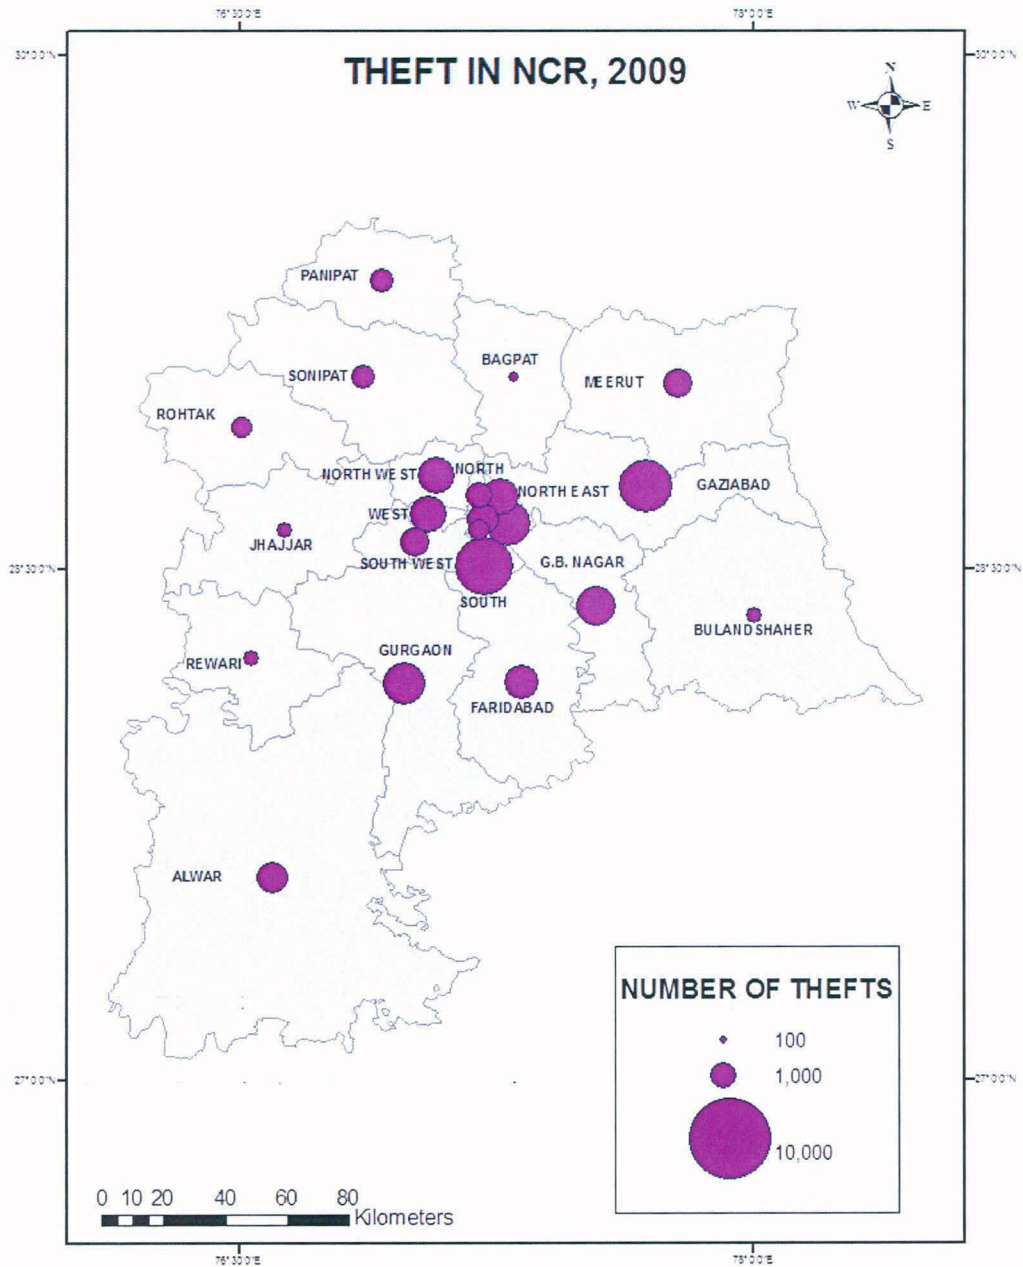 76°30'0"E 78°0'0"E
30°0'0"N 30°0'0"N
THEFT IN NCR, 2009
N
W E
S
PANIPAT
BAGPAT
SONIPAT MEERUT
ROHTAK
NORTH WEST NORTH
GAZIABAD
NORTH EAST
WEST
JHAJJAR
SOUTH WEST G.B. NAGAR
28°30'0"N 28°30'0"N
SOUTH
BULANDSHAHER
GURGAON
REWARI
FARIDABAD
ALWAR
NUMBER OF THEFTS
100
1,000
10,000
27°0'0"N 27°0'0"N
0 10 20 40 60 80
Kilometers
76°30'0"E 78°0'0"E